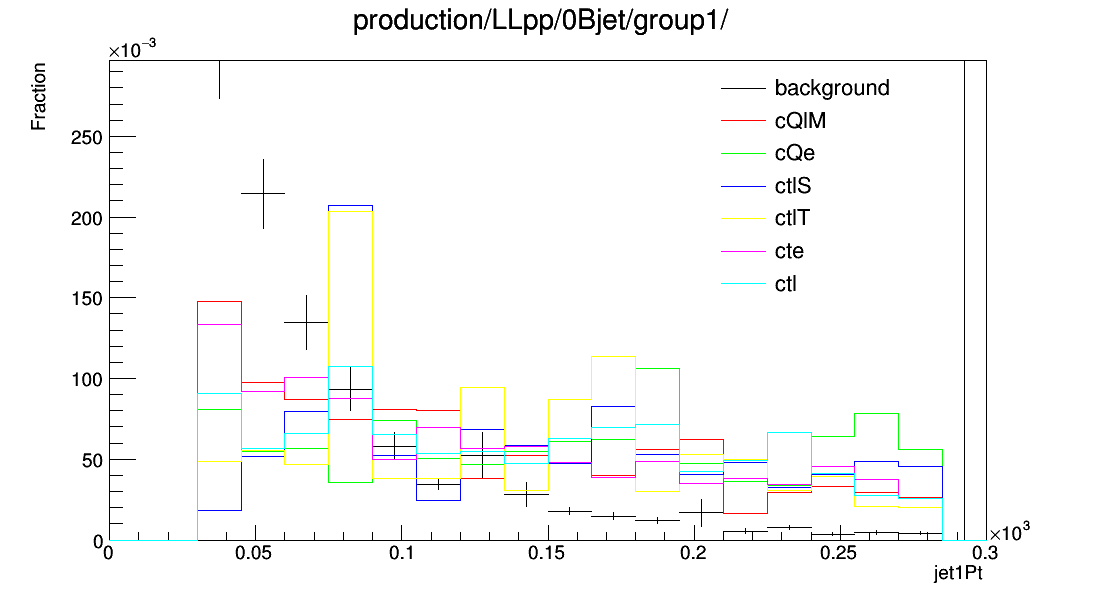 production/LLpp/0Bjet/group1/
×10⁻³
Fraction
background
cQlM
cQe
ctlS
ctlT
cte
ctl
250
200
150
100
50
0
0 0.05 0.1 0.15 0.2 0.25 0.3
×10³
jet1Pt